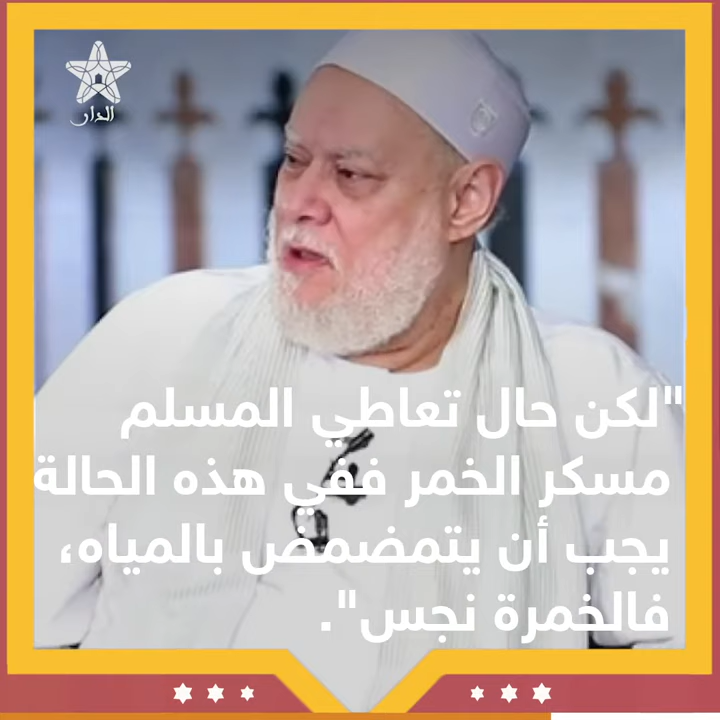 الدار
"لكن حال تعاطي المسلم
مسكر الخمر ففي هذه الحالة
يجب أن يتمضمض بالمياه،
فالخمرة نجس".